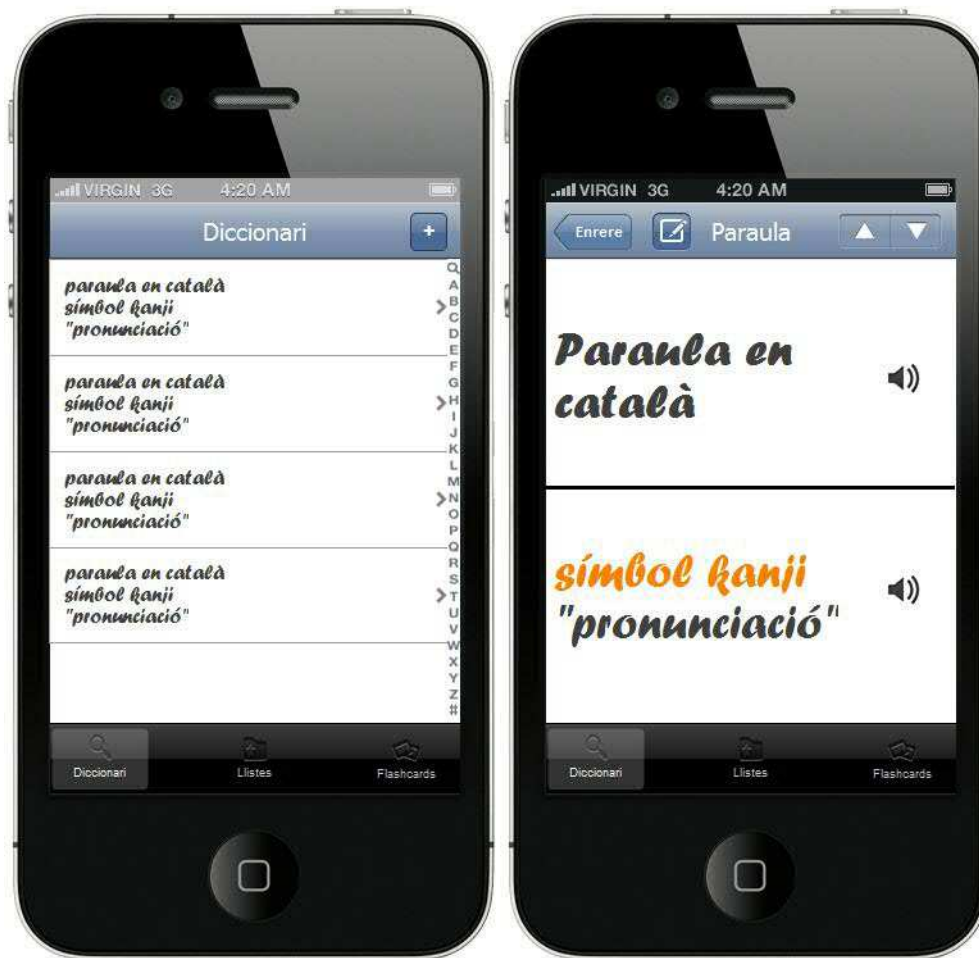 VIRGIN 3G 4:20 AM
Diccionari +
paraula en català
símbol kanji
"pronunciació"
paraula en català
símbol kanji
"pronunciació"
paraula en català
símbol kanji
"pronunciació"
paraula en català
símbol kanji
"pronunciació"
A
B
C
D
E
F
G
H
I
J
K
L
M
N
O
P
Q
R
S
T
U
V
W
X
Y
Z
#
Diccionari Llistes Flashcards
VIRGIN 3G 4:20 AM
Enrere Paraula
Paraula en
català
símbol kanji
"pronunciació"
Diccionari Llistes Flashcards